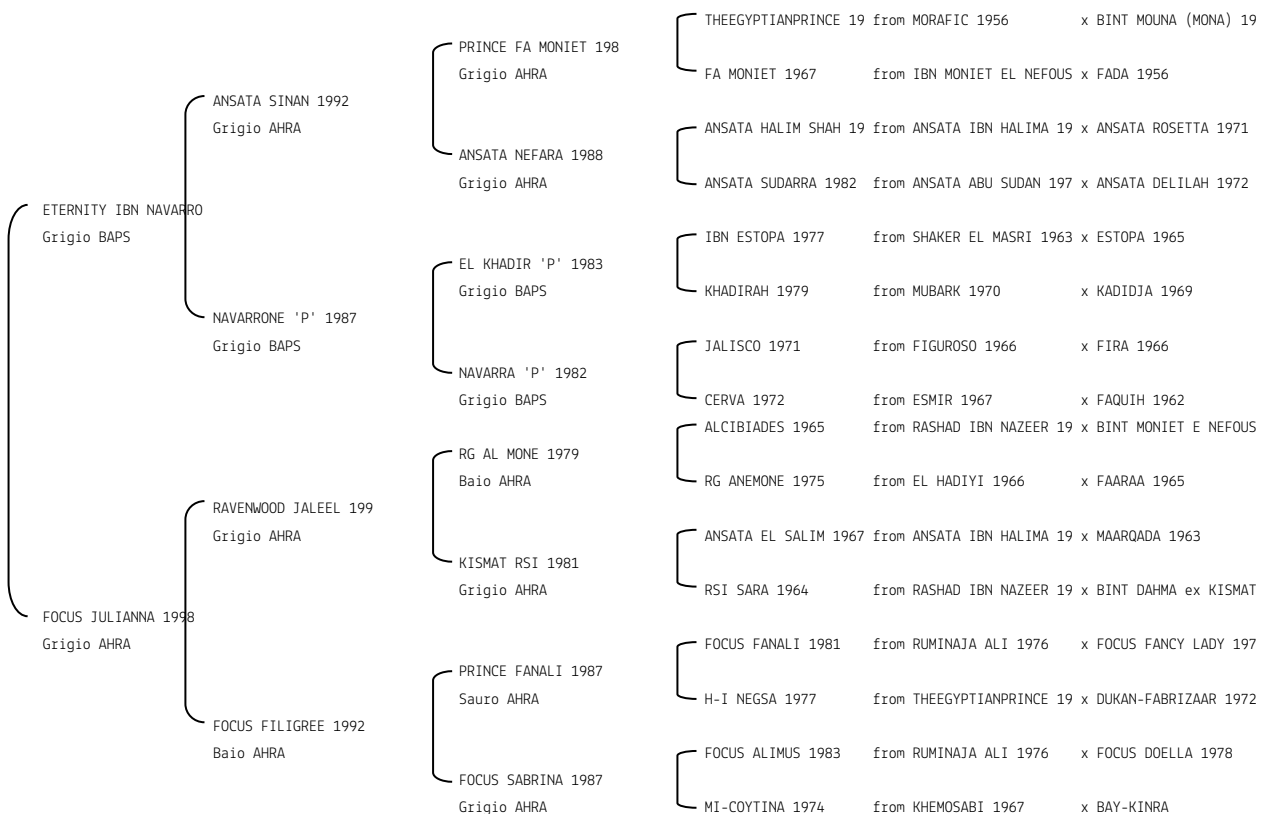 THEEGYPTIANPRINCE 19 from MORAFIC 1956 x BINT MOUNA (MONA) 19
PRINCE FA MONIET 198
Grigio AHRA
FA MONIET 1967 from IBN MONIET EL NEFOUS x FADA 1956
ANSATA SINAN 1992
Grigio AHRA
ANSATA HALIM SHAH 19 from ANSATA IBN HALIMA 19 x ANSATA ROSETTA 1971
ANSATA NEFARA 1988
Grigio AHRA
ANSATA SUDARRA 1982 from ANSATA ABU SUDAN 197 x ANSATA DELILAH 1972
ETERNITY IBN NAVARRO
Grigio BAPS
IBN ESTOPA 1977 from SHAKER EL MASRI 1963 x ESTOPA 1965
EL KHADIR 'P' 1983
Grigio BAPS
KHADIRAH 1979 from MUBARK 1970 x KADIDJA 1969
NAVARRONE 'P' 1987
Grigio BAPS
JALISCO 1971 from FIGUROSO 1966 x FIRA 1966
NAVARRA 'P' 1982
Grigio BAPS
CERVA 1972 from ESMIR 1967 x FAQUIH 1962
ALCIBIADES 1965 from RASHAD IBN NAZEER 19 x BINT MONIET E NEFOUS
RG AL MONE 1979
Baio AHRA
RG ANEMONE 1975 from EL HADIYI 1966 x FAARAA 1965
RAVENWOOD JALEEL 199
Grigio AHRA
ANSATA EL SALIM 1967 from ANSATA IBN HALIMA 19 x MAARQADA 1963
KISMAT RSI 1981
Grigio AHRA
RSI SARA 1964 from RASHAD IBN NAZEER 19 x BINT DAHMA ex KISMAT
FOCUS JULIANNA 1998
Grigio AHRA
FOCUS FANALI 1981 from RUMINAJA ALI 1976 x FOCUS FANCY LADY 197
PRINCE FANALI 1987
Sauro AHRA
H-I NEGSA 1977 from THEEGYPTIANPRINCE 19 x DUKAN-FABRIZAAR 1972
FOCUS FILIGREE 1992
Baio AHRA
FOCUS ALIMUS 1983 from RUMINAJA ALI 1976 x FOCUS DOELLA 1978
FOCUS SABRINA 1987
Grigio AHRA
MI-COYTINA 1974 from KHEMOSABI 1967 x BAY-KINRA